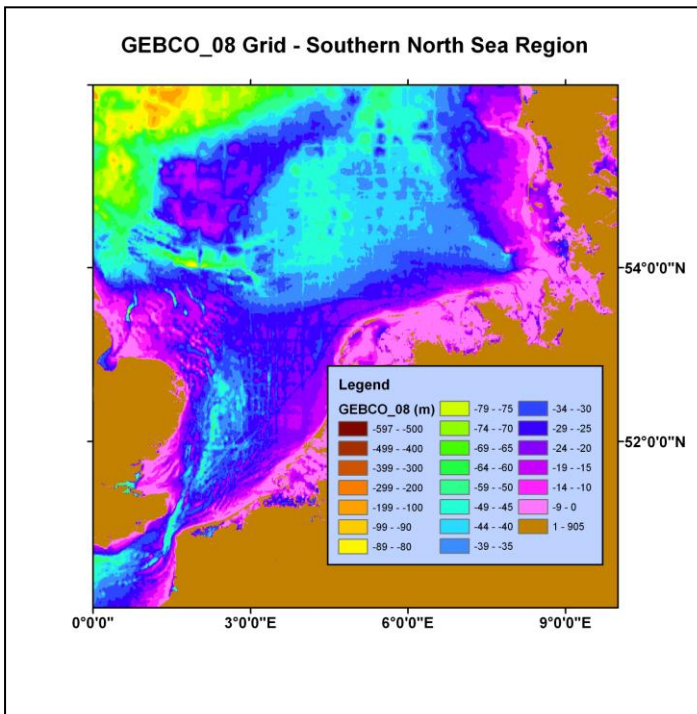 GEBCO_08 Grid - Southern North Sea Region
54°0'0"N
52°0'0"N
0°0'0"
3°0'0"E
6°0'0"E
9°0'0"E
Legend
GEBCO_08 (m)
-597 - -500
-499 - -400
-399 - -300
-299 - -200
-199 - -100
-99 - -90
-89 - -80
-79 - -75
-74 - -70
-69 - -65
-64 - -60
-59 - -50
-49 - -45
-44 - -40
-39 - -35
-34 - -30
-29 - -25
-24 - -20
-19 - -15
-14 - -10
-9 - 0
1 - 905